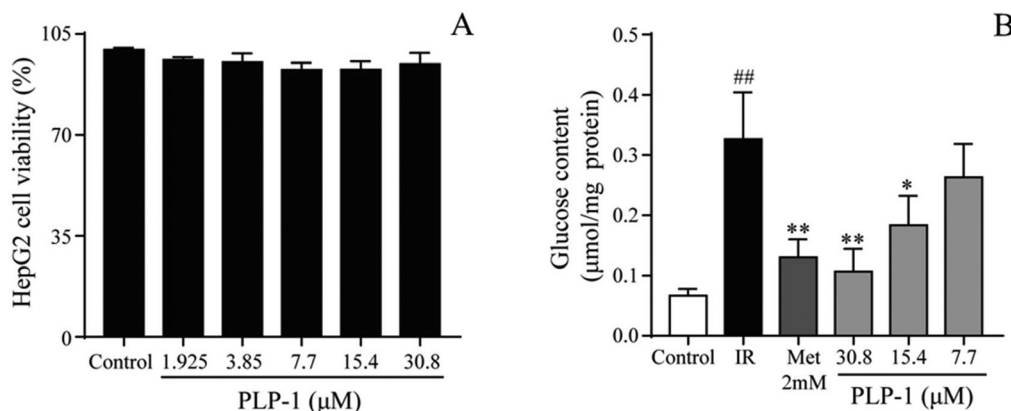 A
HepG2 cell viability (%)
105
70
35
0
Control 1.925 3.85 7.7 15.4 30.8
PLP-1 (μM)
B
Glucose content
(μmol/mg protein)
0.5
0.4
0.3
0.2
0.1
0.0
##
**
**
*
Control IR Met 30.8 15.4 7.7
2mM
PLP-1 (μM)